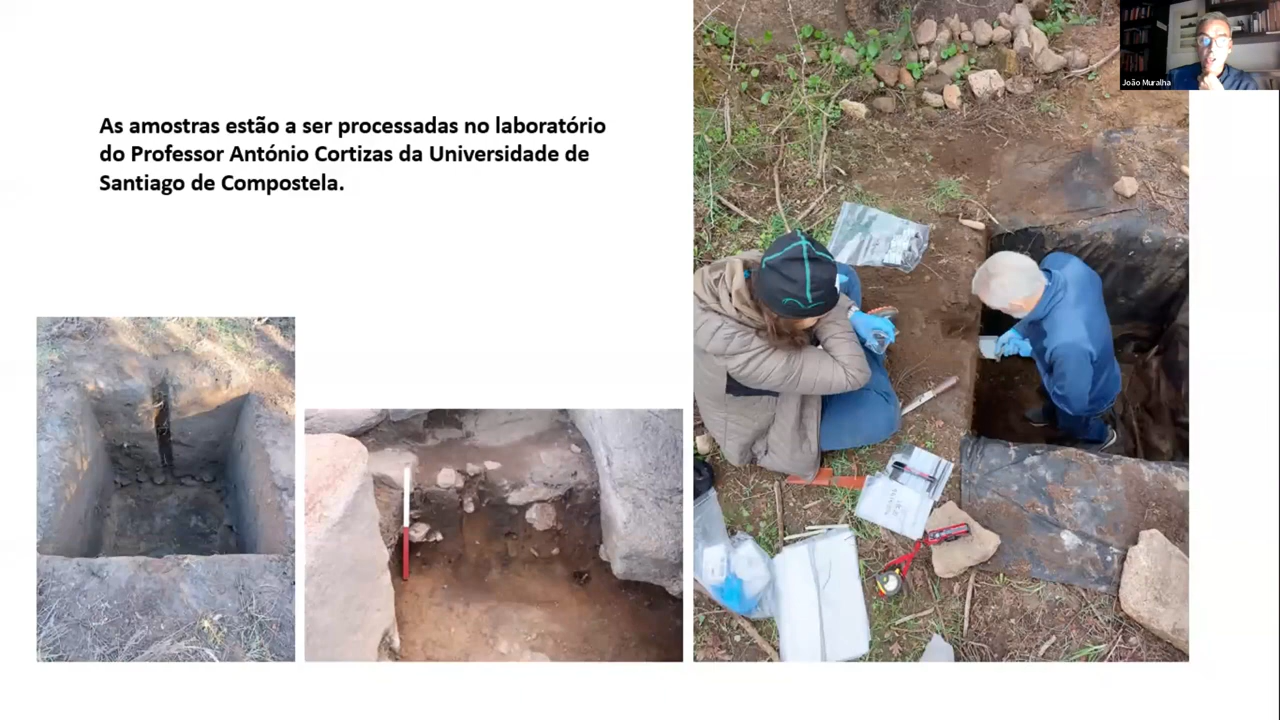 As amostras estão a ser processadas no laboratório
do Professor António Cortizas da Universidade de
Santiago de Compostela.
João Muralha